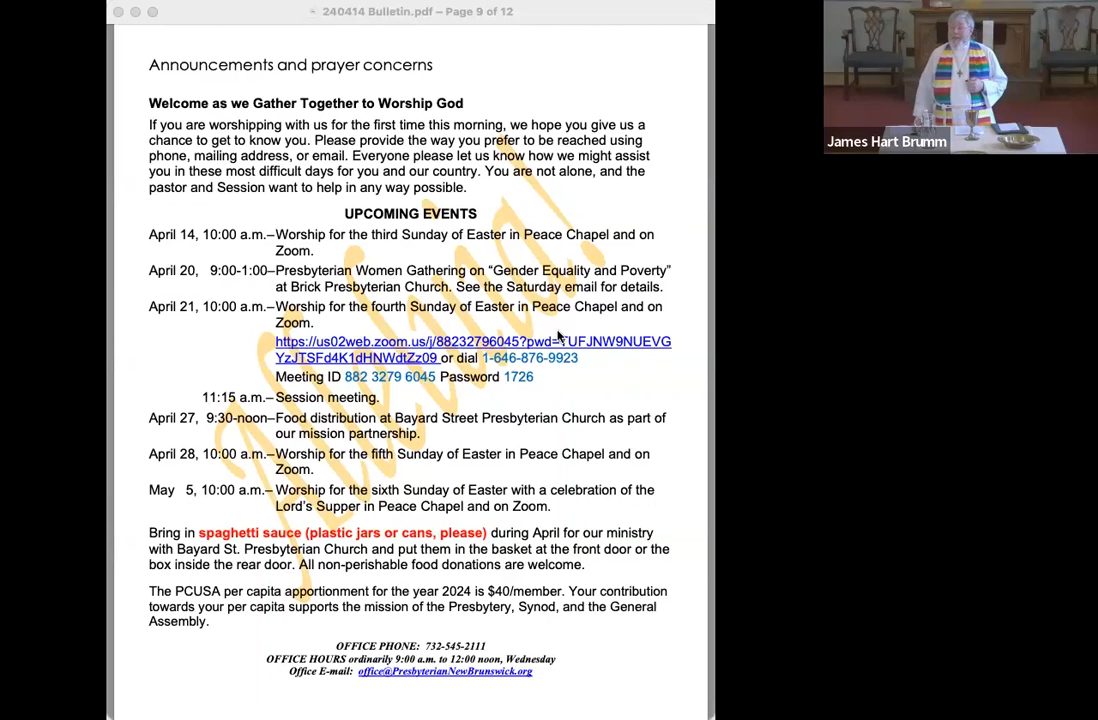 240414 Bulletin.pdf – Page 9 of 12
Announcements and prayer concerns
Welcome as we Gather Together to Worship God
If you are worshipping with us for the first time this morning, we hope you give us a
chance to get to know you. Please provide the way you prefer to be reached using
phone, mailing address, or email. Everyone please let us know how we might assist
you in these most difficult days for you and our country. You are not alone, and the
pastor and Session want to help in any way possible.
UPCOMING EVENTS
April 14, 10:00 a.m.–Worship for the third Sunday of Easter in Peace Chapel and on
Zoom.
April 20, 9:00-1:00–Presbyterian Women Gathering on “Gender Equality and Poverty”
at Brick Presbyterian Church. See the Saturday email for details.
April 21, 10:00 a.m.–Worship for the fourth Sunday of Easter in Peace Chapel and on
Zoom.
https://us02web.zoom.us/j/88232796045?pwd=TUFJNW9NUEVG
YzJTSFd4K1dHNWdtZz09 or dial 1-646-876-9923
Meeting ID 882 3279 6045 Password 1726
11:15 a.m.–Session meeting.
April 27, 9:30-noon–Food distribution at Bayard Street Presbyterian Church as part of
our mission partnership.
April 28, 10:00 a.m.–Worship for the fifth Sunday of Easter in Peace Chapel and on
Zoom.
May 5, 10:00 a.m.–Worship for the sixth Sunday of Easter with a celebration of the
Lord’s Supper in Peace Chapel and on Zoom.
Bring in spaghetti sauce (plastic jars or cans, please) during April for our ministry
with Bayard St. Presbyterian Church and put them in the basket at the front door or the
box inside the rear door. All non-perishable food donations are welcome.
The PCUSA per capita apportionment for the year 2024 is $40/member. Your contribution
towards your per capita supports the mission of the Presbytery, Synod, and the General
Assembly.
OFFICE PHONE: 732-545-2111
OFFICE HOURS ordinarily 9:00 a.m. to 12:00 noon, Wednesday
Office E-mail: office@PresbyterianNewBrunswick.org
Alleluia!
James Hart Brumm